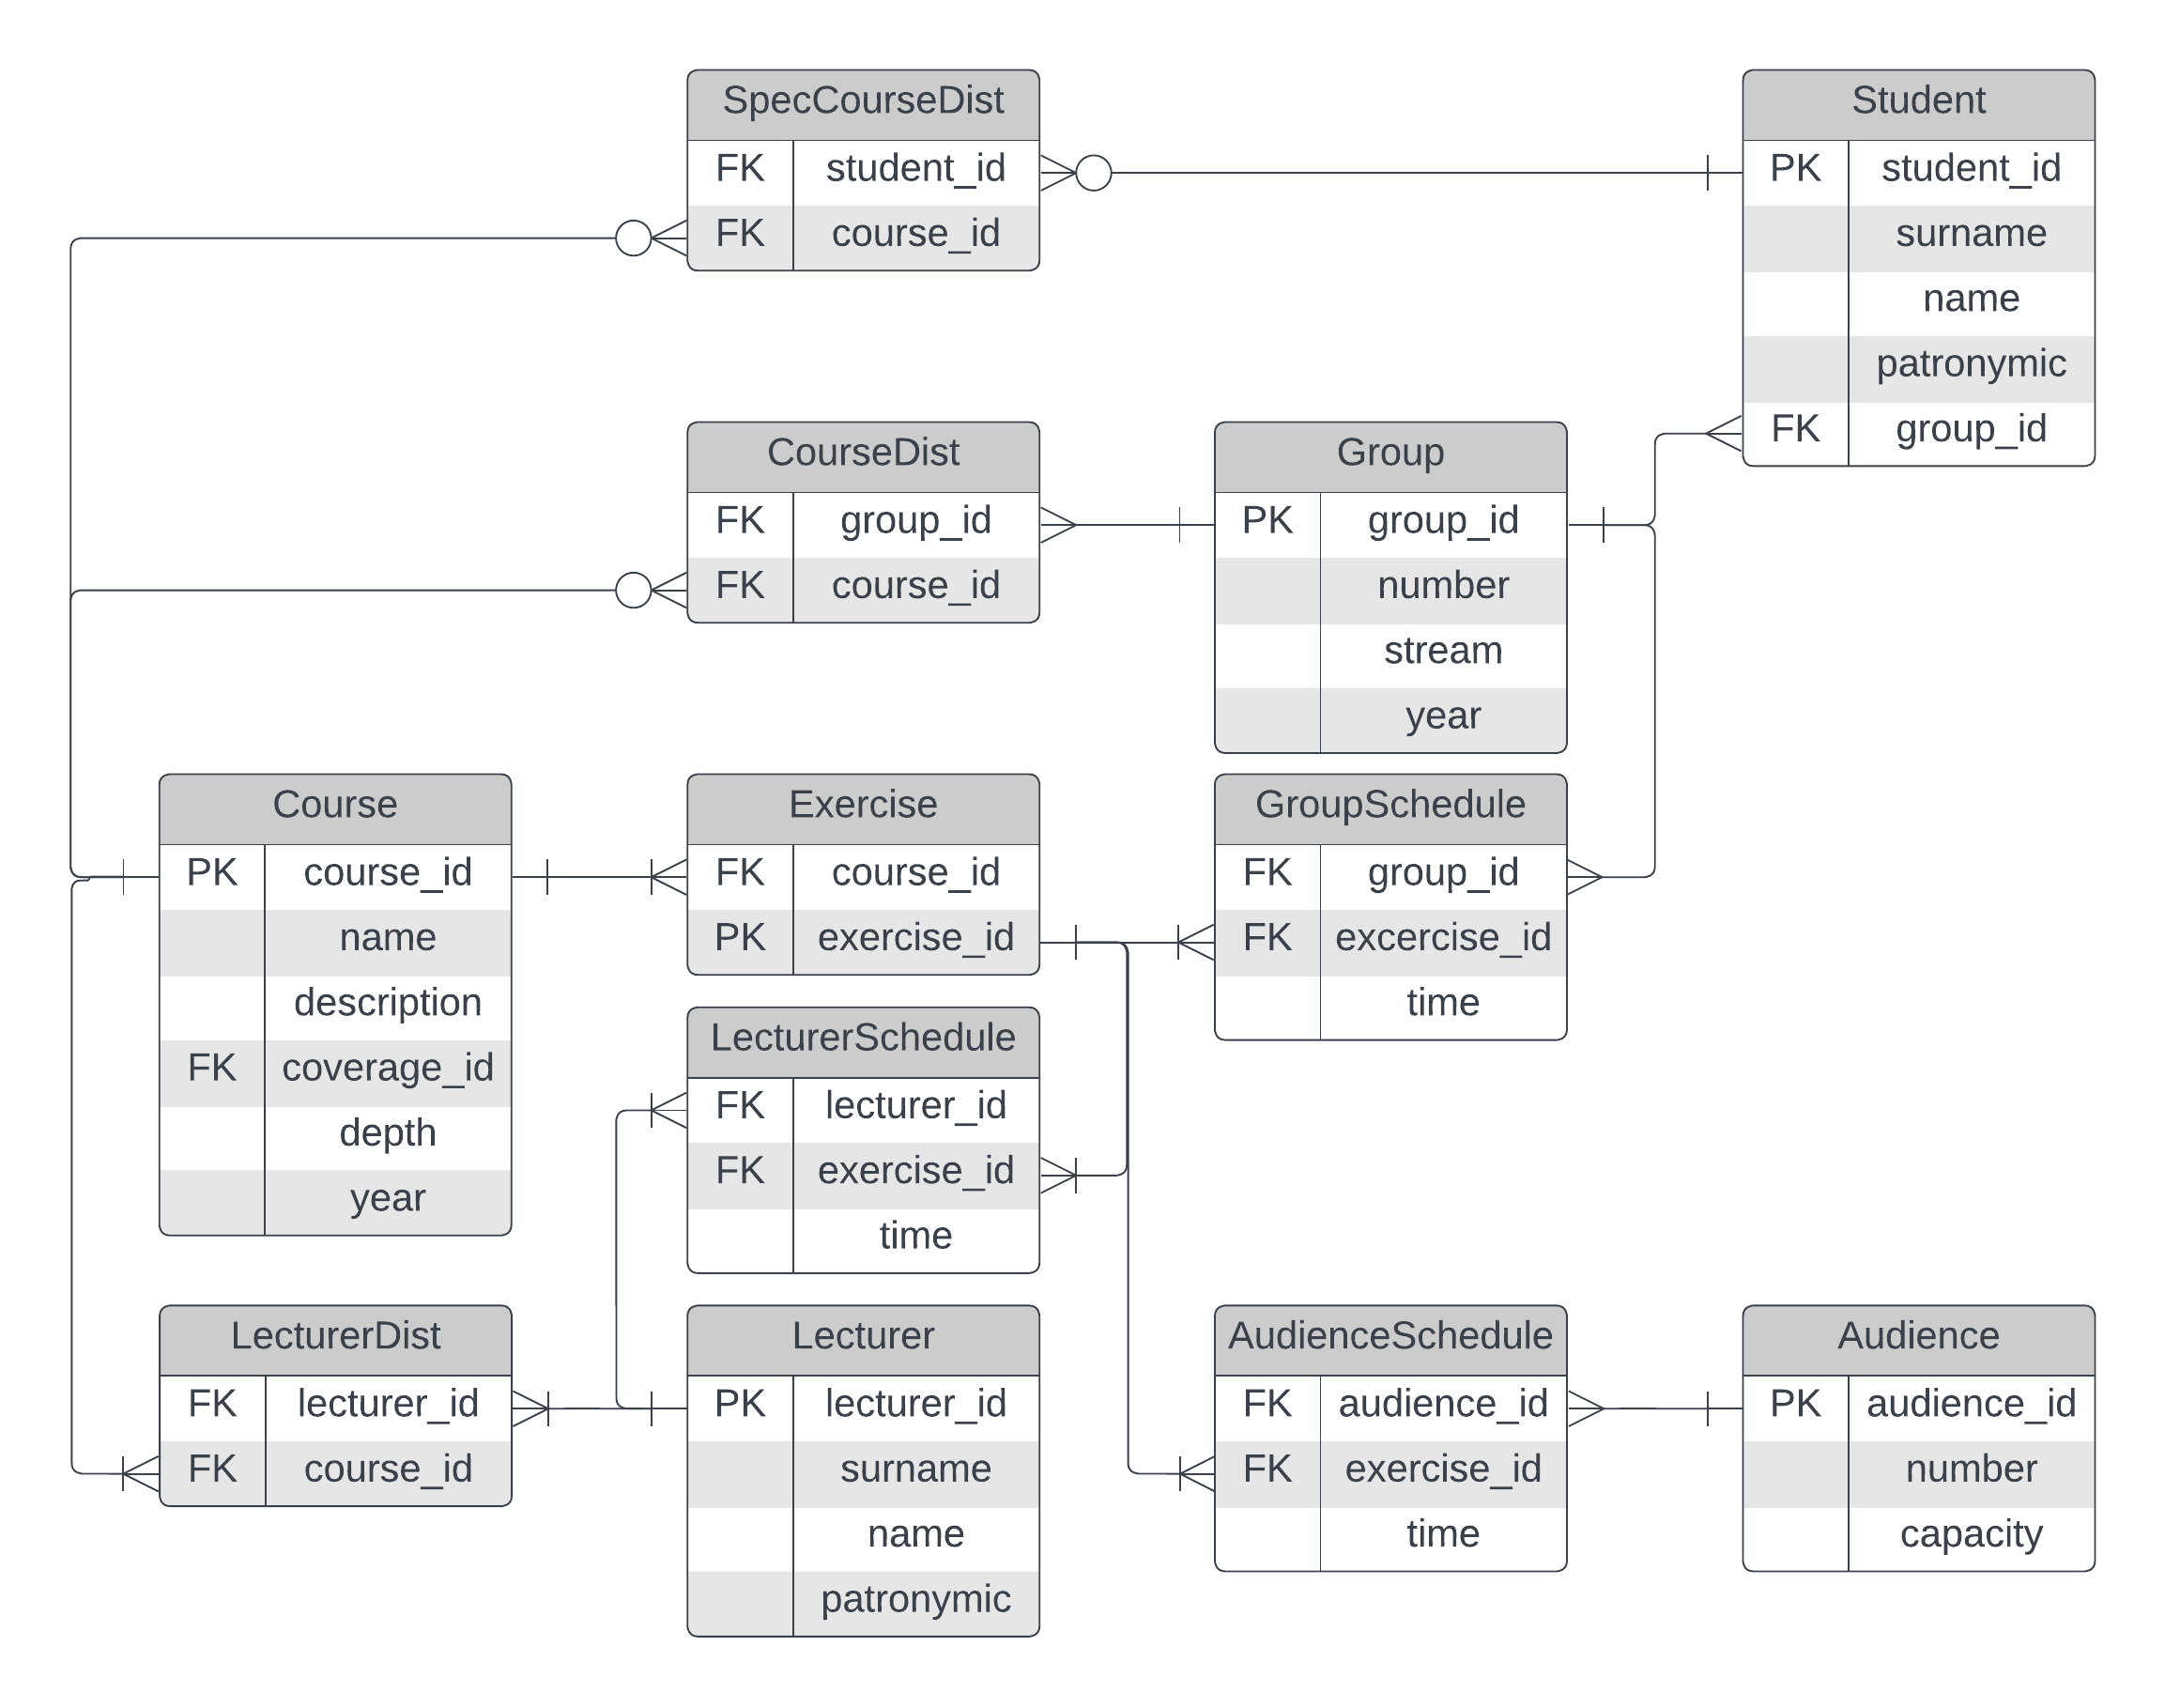 SpecCourseDist
FK student_id
FK course_id
Student
PK student_id
surname
name
patronymic
FK group_id
CourseDist
FK group_id
FK course_id
Group
PK group_id
number
stream
year
Course
PK course_id
name
description
FK coverage_id
depth
year
Exercise
FK course_id
PK exercise_id
GroupSchedule
FK group_id
FK excercise_id
time
LecturerSchedule
FK lecturer_id
FK exercise_id
time
LecturerDist
FK lecturer_id
FK course_id
Lecturer
PK lecturer_id
surname
name
patronymic
AudienceSchedule
FK audience_id
FK exercise_id
time
Audience
PK audience_id
number
capacity